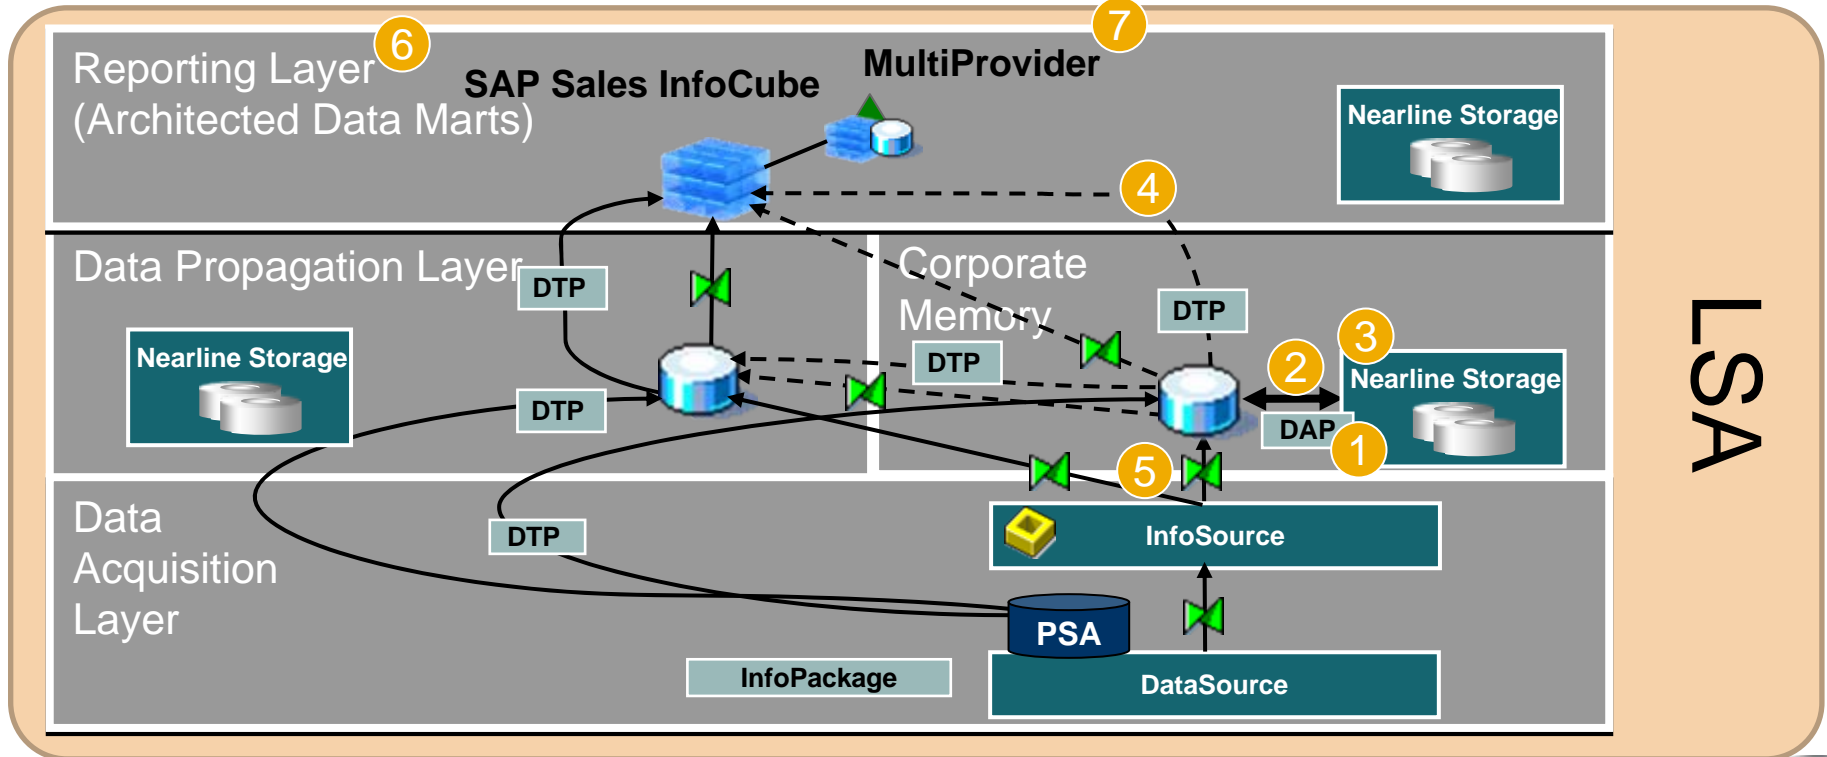 6
7
Reporting Layer
(Architected Data Marts)
SAP Sales InfoCube
MultiProvider
Nearline Storage
4
Data Propagation Layer
DTP
Corporate
Memory
DTP
Nearline Storage
DTP
DTP
2
3
Nearline Storage
DAP
1
5
LSA
Data
Acquisition
Layer
DTP
InfoSource
PSA
InfoPackage
DataSource